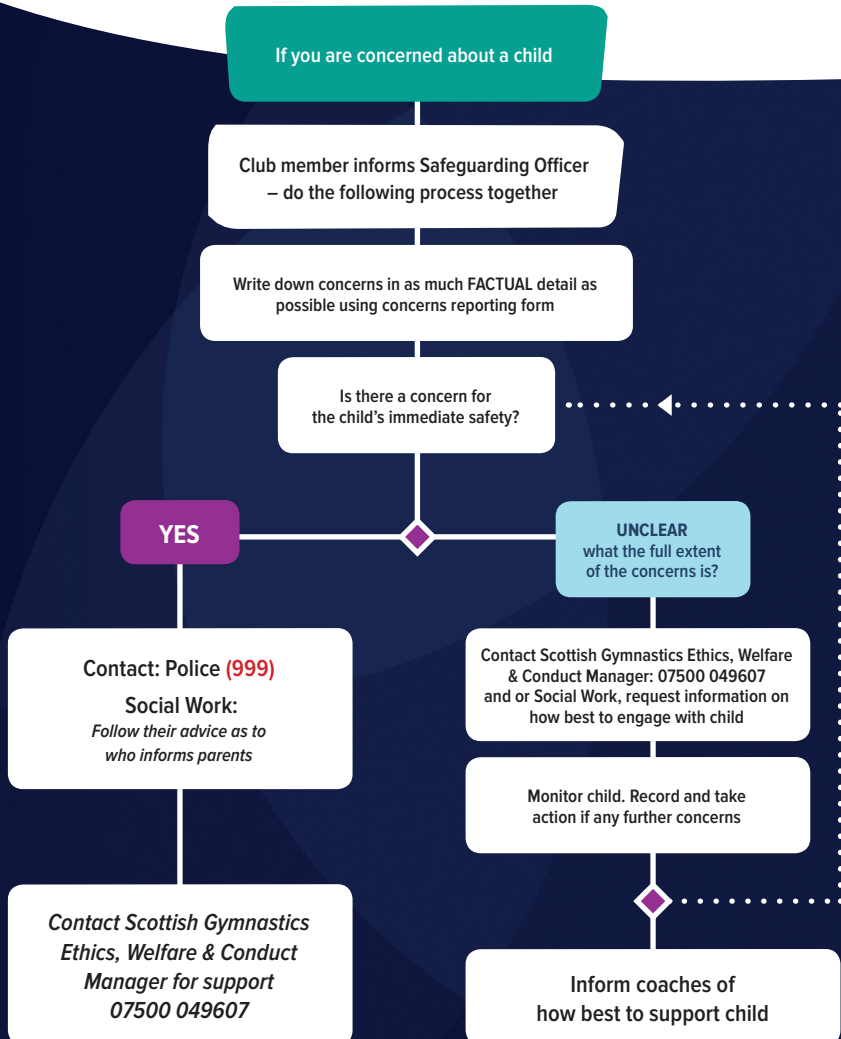 If you are concerned about a child
Club member informs Safeguarding Officer
– do the following process together
Write down concerns in as much FACTUAL detail as
possible using concerns reporting form
Is there a concern for
the child's immediate safety?
YES
Contact: Police (999)
Social Work:
Follow their advice as to
who informs parents
Contact Scottish Gymnastics
Ethics, Welfare & Conduct
Manager for support
07500 049607
UNCLEAR
what the full extent
of the concerns is?
Contact Scottish Gymnastics Ethics, Welfare
& Conduct Manager: 07500 049607
and or Social Work, request information on
how best to engage with child
Monitor child. Record and take
action if any further concerns
Inform coaches of
how best to support child